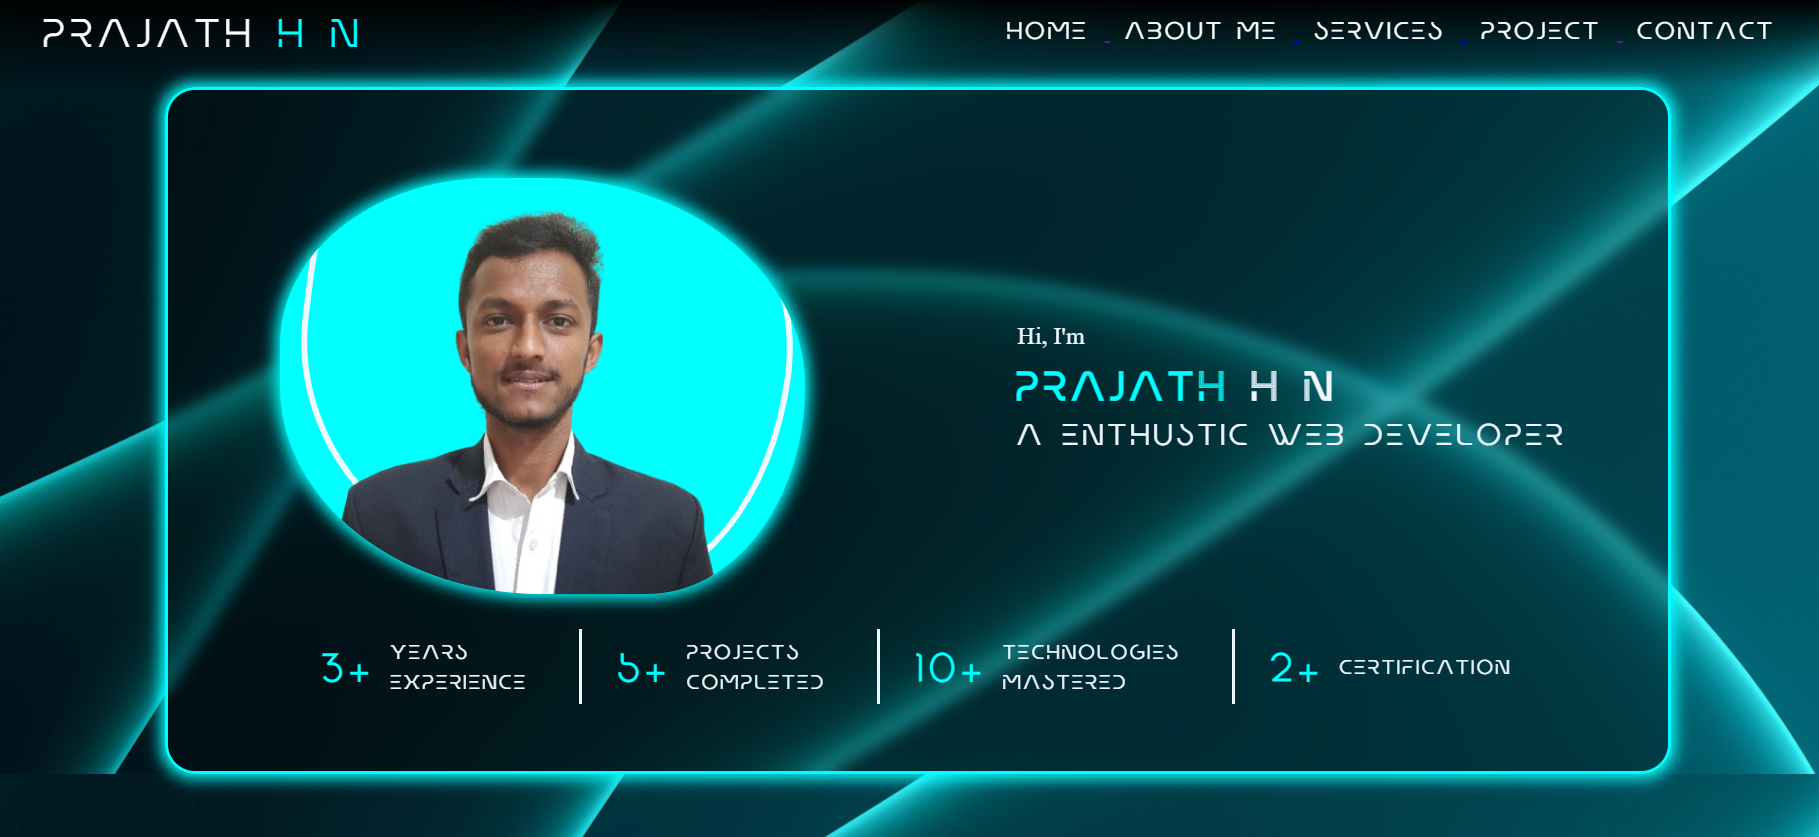 PRAJATH H N
HOME ABOUT ME SERVICES PROJECT CONTACT
Hi, I'm
PRAJATH H N
A ENTHUSTIC WEB DEVELOPER
3+ YEARS EXPERIENCE
5+ PROJECTS COMPLETED
10+ TECHNOLOGIES MASTERED
2+ CERTIFICATION